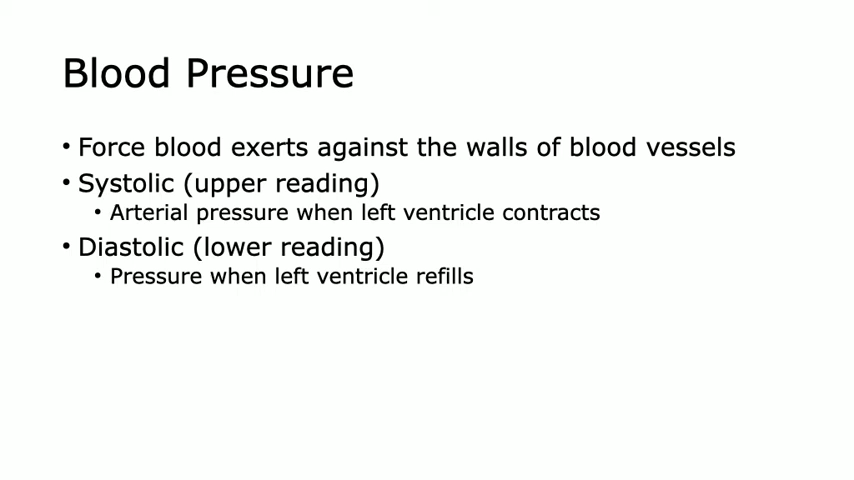 Blood Pressure
• Force blood exerts against the walls of blood vessels
• Systolic (upper reading)
• Arterial pressure when left ventricle contracts
• Diastolic (lower reading)
• Pressure when left ventricle refills